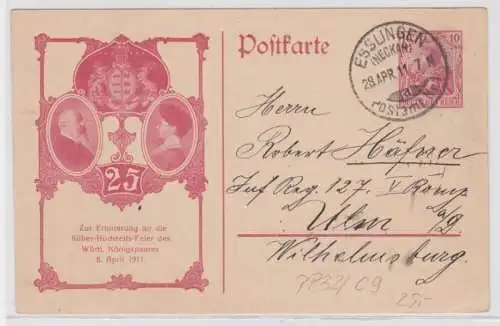 Postkarte
ESSLINGEN
(NECKAR)
28 APR. 11. 7-
10
25
Zur Erinnerung an die
Silber-Hochzeits-Feier des
Württ. Königspaares
8. April 1911.
Herrn
Robert Häfner
Inf Reg. 127. V Komp
Ulm a/D
Wilhelmsburg